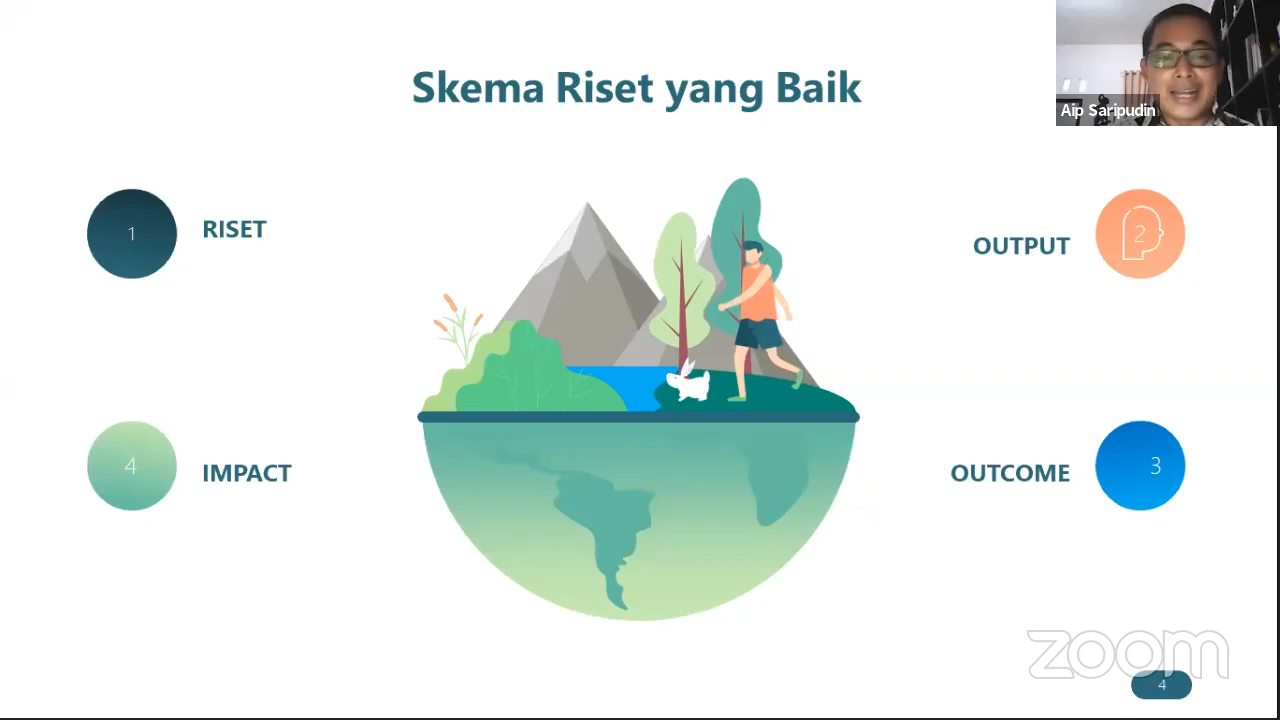 Skema Riset yang Baik
Aip Saripudin
1
RISET
OUTPUT
2
4
IMPACT
OUTCOME
3
zoom
4